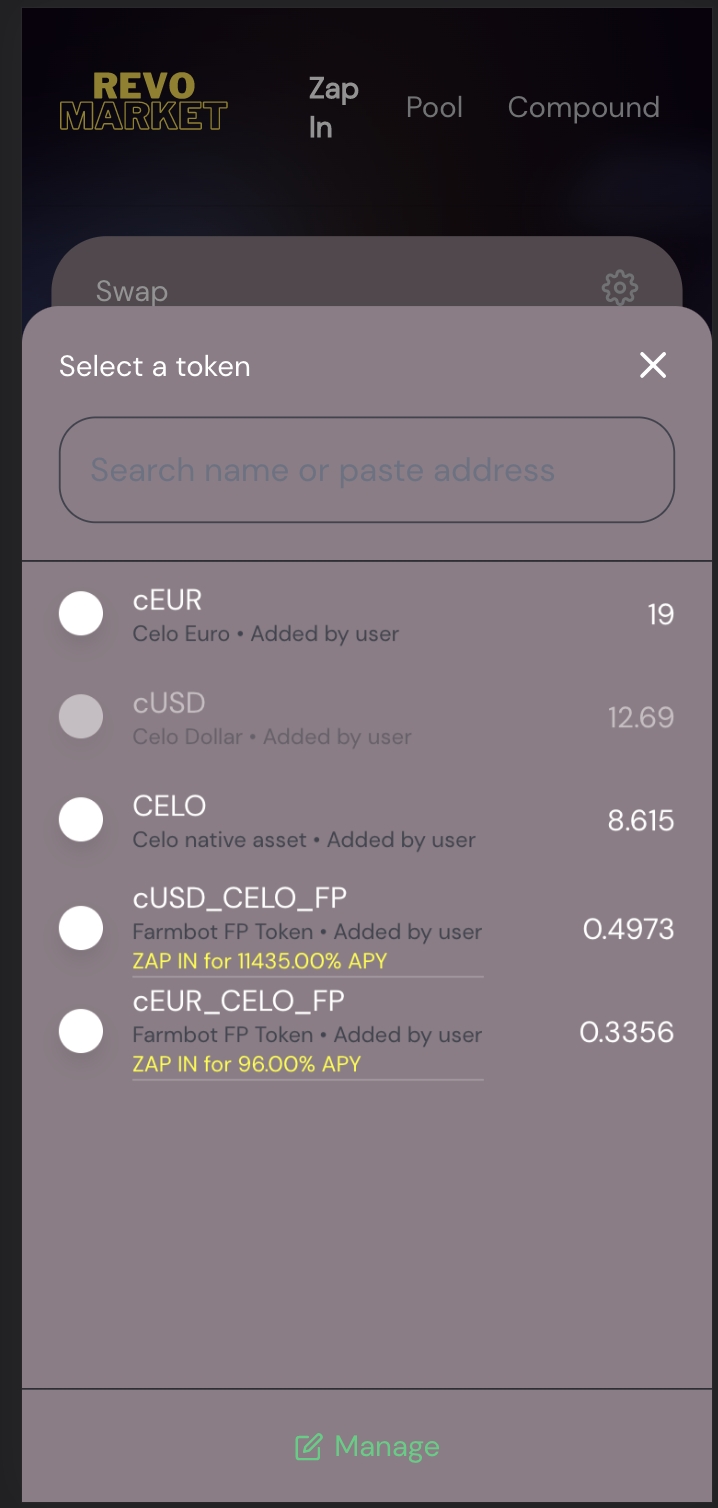 REVO
MARKET
Zap
In
Pool
Compound
Swap
Select a token
Search name or paste address
cEUR
19
Celo Euro • Added by user
cUSD
12.69
Celo Dollar • Added by user
CELO
8.615
Celo native asset • Added by user
cUSD_CELO_FP
0.4973
Farmbot FP Token • Added by user
ZAP IN for 11435.00% APY
cEUR_CELO_FP
0.3356
Farmbot FP Token • Added by user
ZAP IN for 96.00% APY
Manage